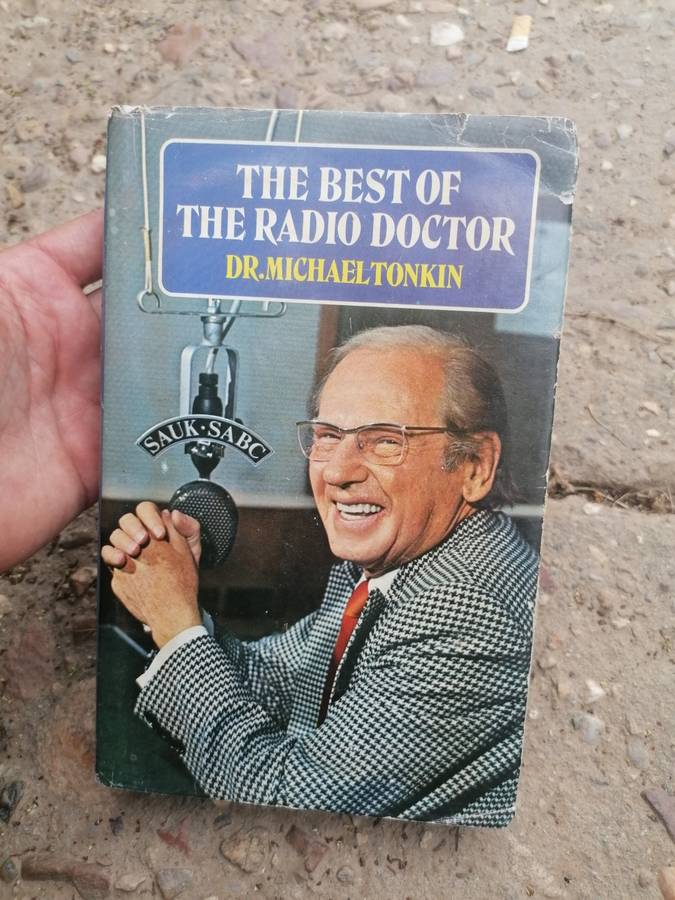 THE BEST OF
THE RADIO DOCTOR
DR. MICHAEL TONKIN
SAUK·SABC